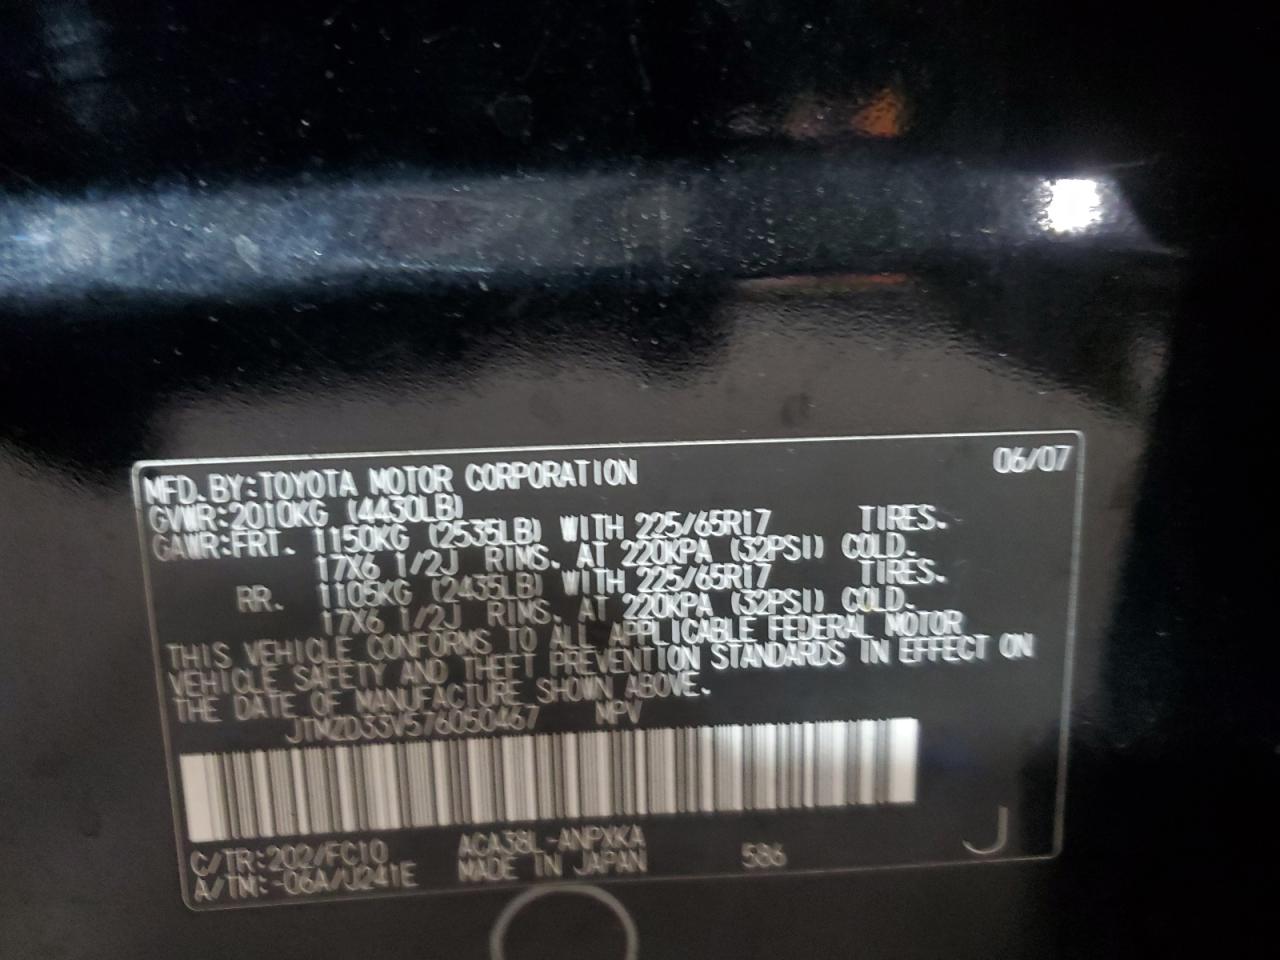 MFD.BY:TOYOTA MOTOR CORPORATION 06/07
GVWR:2010KG (4430LB)
GAWR:FRT. 1150KG (2535LB) WITH 225/65R17 TIRES.
17X6 1/2J RIMS. AT 220KPA (32PSI) COLD.
RR. 1105KG (2435LB) WITH 225/65R17 TIRES.
17X6 1/2J RIMS. AT 220KPA (32PSI) COLD.
THIS VEHICLE CONFORMS TO ALL APPLICABLE FEDERAL MOTOR
VEHICLE SAFETY AND THEFT PREVENTION STANDARDS IN EFFECT ON
THE DATE OF MANUFACTURE SHOWN ABOVE.
JTMZD33V576050467 MPV
C/TR:202/FC10 ACA38L-ANPXKA 586 J
A/TM:-06A/U241E MADE IN JAPAN